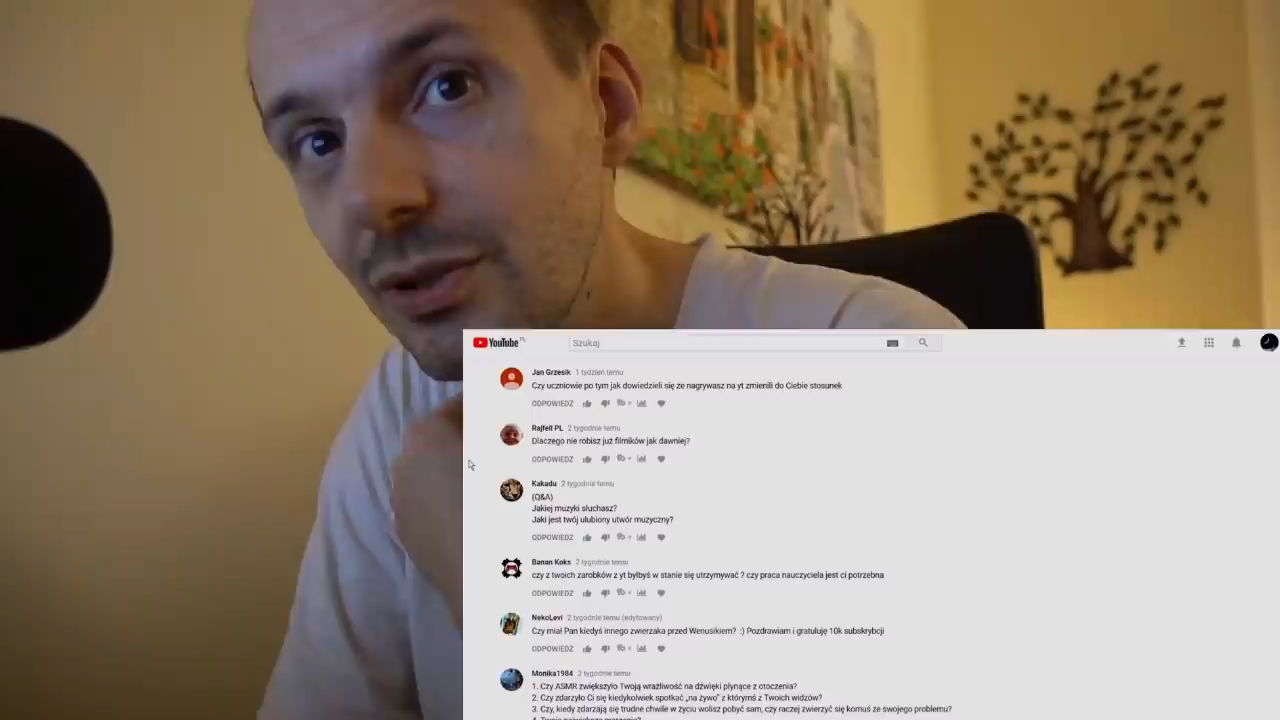 YouTube PL
Szukaj
Jan Grzesik 1 tydzień temu
Czy uczniowie po tym jak dowiedzieli się że nagrywasz na yt zmienili do Ciebie stosunek
ODPOWIEDZ
Rajfell PL 2 tygodnie temu
Dlaczego nie robisz już filmików jak dawniej?
ODPOWIEDZ
Kakadu 2 tygodnie temu
(Q&A)
Jakiej muzyki słuchasz?
Jaki jest twój ulubiony utwór muzyczny?
ODPOWIEDZ
Banan Koks 2 tygodnie temu
czy z twoich zarobków z yt byłbyś w stanie się utrzymywać ? czy praca nauczyciela jest ci potrzebna
ODPOWIEDZ
NekoLevi 2 tygodnie temu (edytowany)
Czy miał Pan kiedyś innego zwierzaka przed Wenusikiem? :) Pozdrawiam i gratuluję 10k subskrybcji
ODPOWIEDZ
Monika1984 2 tygodnie temu
1. Czy ASMR zwiększyło Twoją wrażliwość na dźwięki płynące z otoczenia?
2. Czy zdarzyło Ci się kiedykolwiek spotkać „na żywo” z którymś z Twoich widzów?
3. Czy, kiedy zdarzają się trudne chwile w życiu wolisz pobyć sam, czy raczej zwierzyć się komuś ze swojego problemu?
4. Twoje największe marzenie?